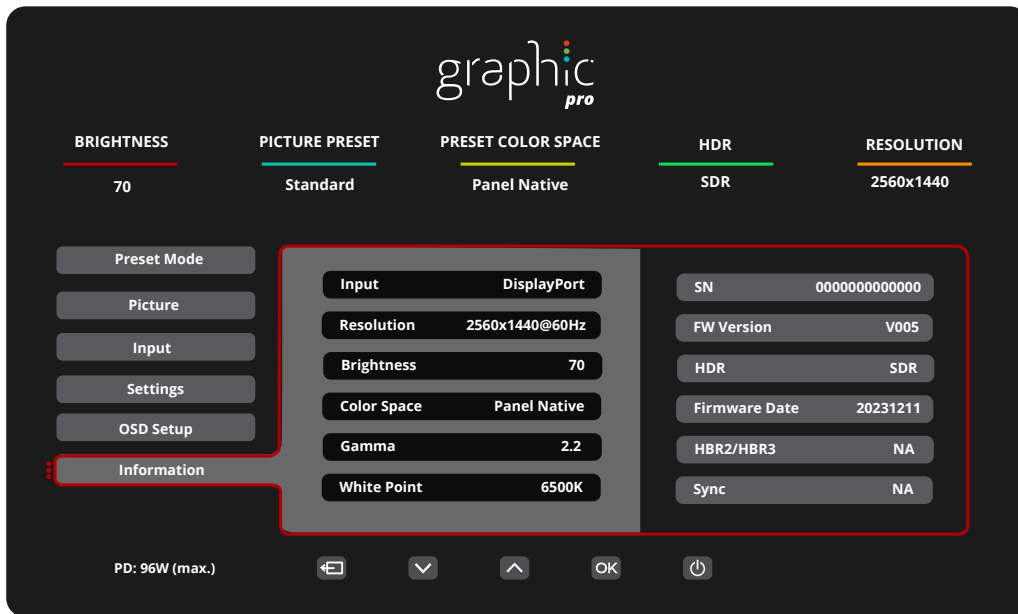 graphic
pro
BRIGHTNESS PICTURE PRESET PRESET COLOR SPACE HDR RESOLUTION
70 Standard Panel Native SDR 2560x1440
Preset Mode
Picture
Input
Settings
OSD Setup
Information
Input DisplayPort
Resolution 2560x1440@60Hz
Brightness 70
Color Space Panel Native
Gamma 2.2
White Point 6500K
SN 0000000000000
FW Version V005
HDR SDR
Firmware Date 20231211
HBR2/HBR3 NA
Sync NA
PD: 96W (max.)
OK